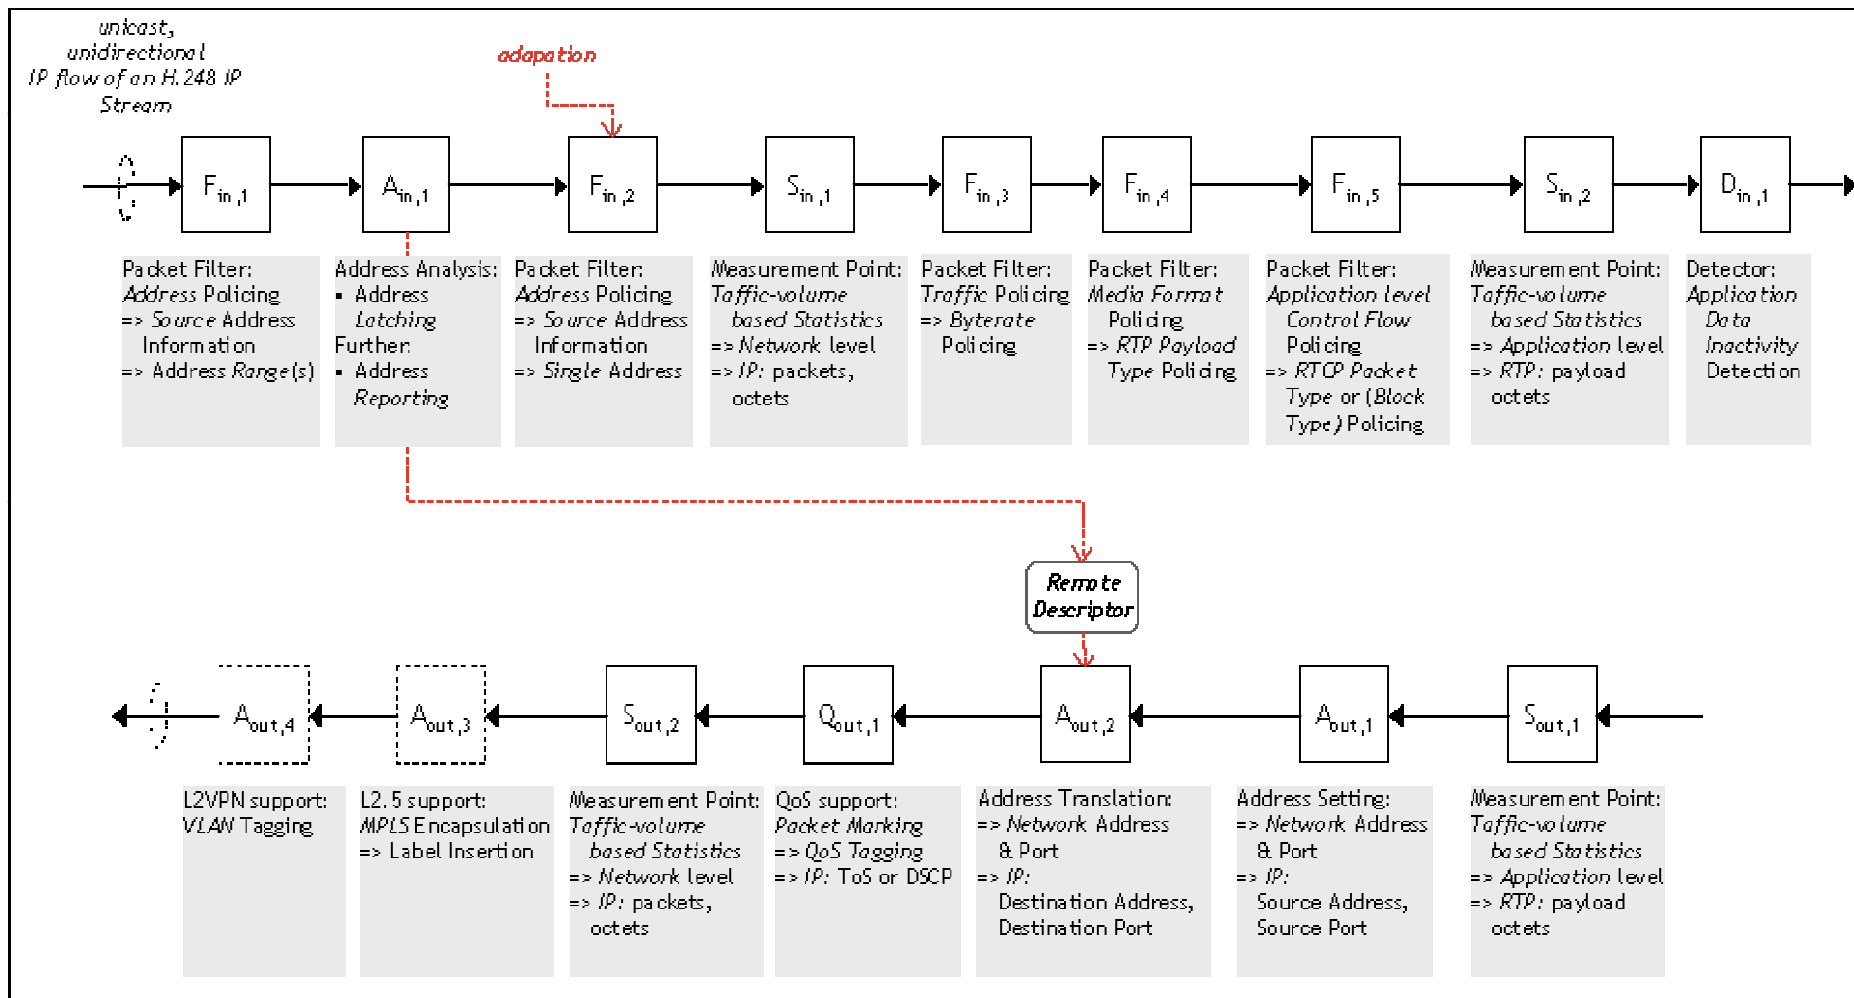 unicast,
unidirectional
IP flow of an H.248 IP
Stream
adapation
Fin,1
Ain,1
Fin,2
Sin,1
Fin,3
Fin,4
Fin,5
Sin,2
Din,1
Packet Filter:
Address Policing
=> Source Address
Information
=> Address Range(s)
Address Analysis:
▪ Address
Latching
Further:
▪ Address
Reporting
Packet Filter:
Address Policing
=> Source Address
Information
=> Single Address
Measurement Point:
Taffic-volume
based Statistics
=> Network level
=> IP: packets,
octets
Packet Filter:
Traffic Policing
=> Byterate
Policing
Packet Filter:
Media Format
Policing
=> RTP Payload
Type Policing
Packet Filter:
Application level
Control Flow
Policing
=> RTCP Packet
Type or (Block
Type) Policing
Measurement Point:
Taffic-volume
based Statistics
=> Application level
=> RTP: payload
octets
Detector:
Application
Data
Inactivity
Detection
Remote
Descriptor
Aout,4
Aout,3
Sout,2
Qout,1
Aout,2
Aout,1
Sout,1
L2VPN support:
VLAN Tagging
L2.5 support:
MPLS Encapsulation
=> Label Insertion
Measurement Point:
Taffic-volume
based Statistics
=> Network level
=> IP: packets,
octets
QoS support:
Packet Marking
=> QoS Tagging
=> IP: ToS or DSCP
Address Translation:
=> Network Address
& Port
=> IP:
Destination Address,
Destination Port
Address Setting:
=> Network Address
& Port
=> IP:
Source Address,
Source Port
Measurement Point:
Taffic-volume
based Statistics
=> Application level
=> RTP: payload
octets